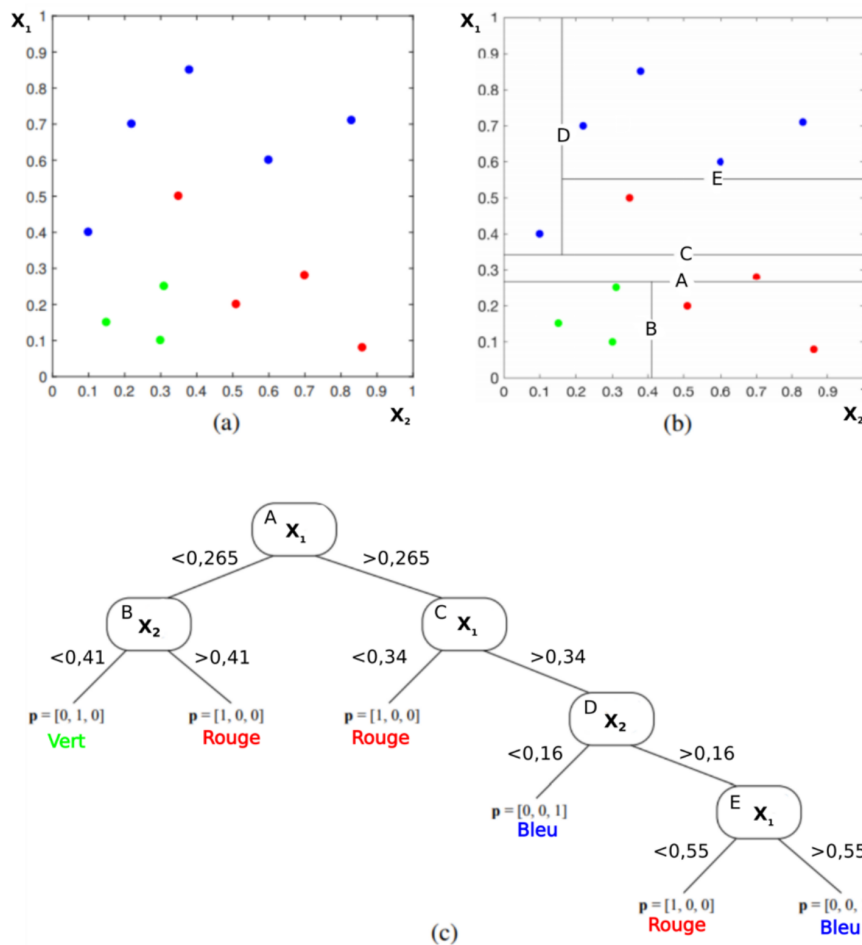 X₁
1
0.9
0.8
0.7
0.6
0.5
0.4
0.3
0.2
0.1
0
0.1 0.2 0.3 0.4 0.5 0.6 0.7 0.8 0.9 1
X₂
(a)
X₁
1
0.9
0.8
0.7
0.6
0.5
0.4
0.3
0.2
0.1
0
0 0.1 0.2 0.3 0.4 0.5 0.6 0.7 0.8 0.9
X₂
(b)
D
E
C
A
B
A
X₁
<0,265 >0,265
B
X₂
C
X₁
<0,41 >0,41 <0,34 >0,34
p = [0, 1, 0] p = [1, 0, 0] p = [1, 0, 0]
Vert Rouge Rouge
D
X₂
<0,16 >0,16
p = [0, 0, 1]
Bleu
E
X₁
<0,55 >0,55
p = [1, 0, 0] p = [0, 0,
Rouge Bleu
(c)